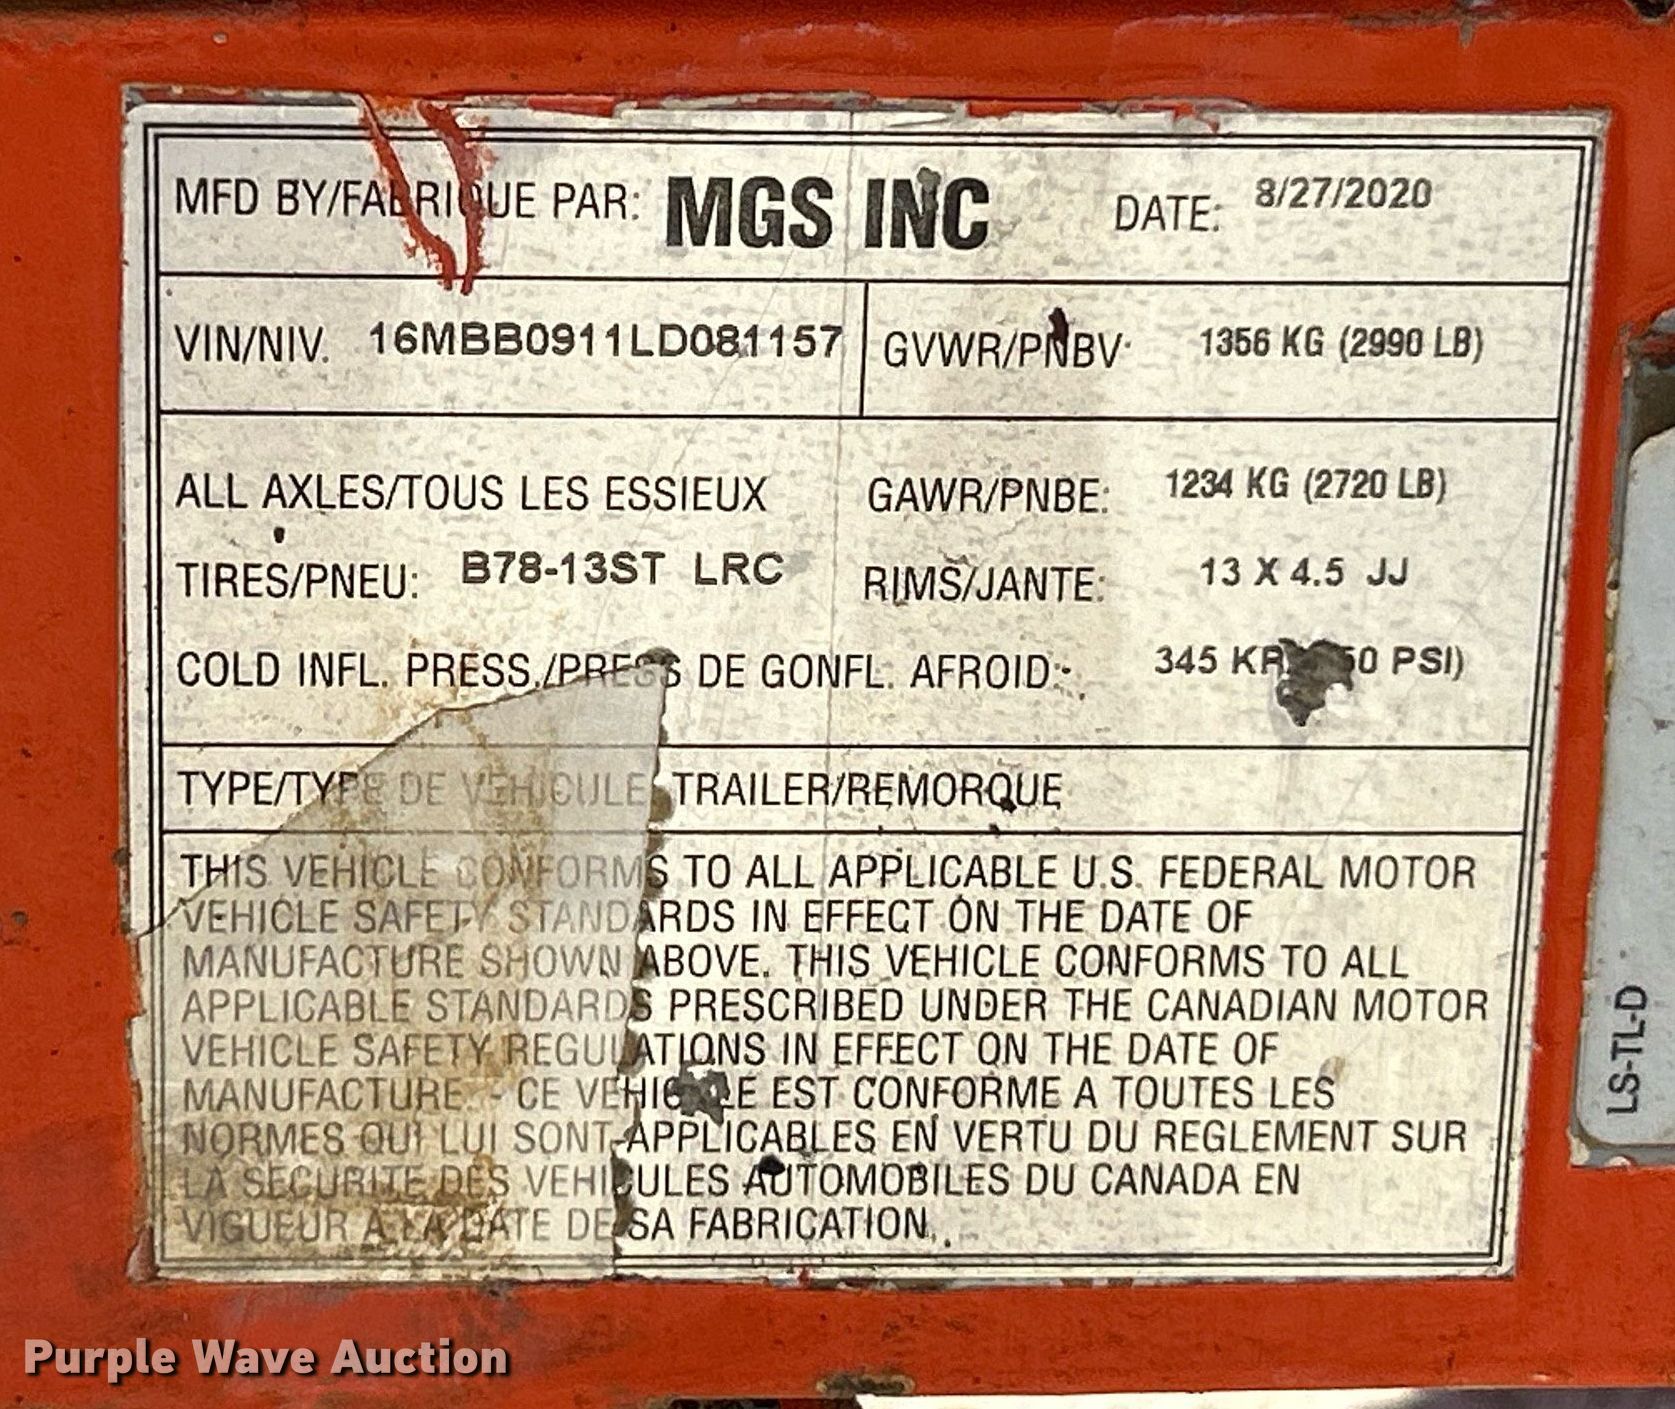 MFD BY/FABRIQUE PAR: MGS INC DATE: 8/27/2020
VIN/NIV. 16MBB0911LD081157 GVWR/PNBV 1356 KG (2990 LB)
ALL AXLES/TOUS LES ESSIEUX GAWR/PNBE: 1234 KG (2720 LB)
TIRES/PNEU: B78-13ST LRC RIMS/JANTE: 13 X 4.5 JJ
COLD INFL. PRESS./PRESS DE GONFL. AFROID: 345 PSI)
TYPE/TYPE DE VEHICULE TRAILER/REMORQUE
THIS VEHICLE CONFORMS TO ALL APPLICABLE U.S. FEDERAL MOTOR
VEHICLE SAFETY STANDARDS IN EFFECT ON THE DATE OF
MANUFACTURE SHOWN ABOVE. THIS VEHICLE CONFORMS TO ALL
APPLICABLE STANDARDS PRESCRIBED UNDER THE CANADIAN MOTOR
VEHICLE SAFETY REGULATIONS IN EFFECT ON THE DATE OF
MANUFACTURE. - CE VEHICULE EST CONFORME A TOUTES LES
NORMES QUI LUI SONT APPLICABLES EN VERTU DU REGLEMENT SUR
LA SECURITE DES VEHICULES AUTOMOBILES DU CANADA EN
VIGUEUR A LA DATE DE SA FABRICATION.
LS-TL-D
Purple Wave Auction